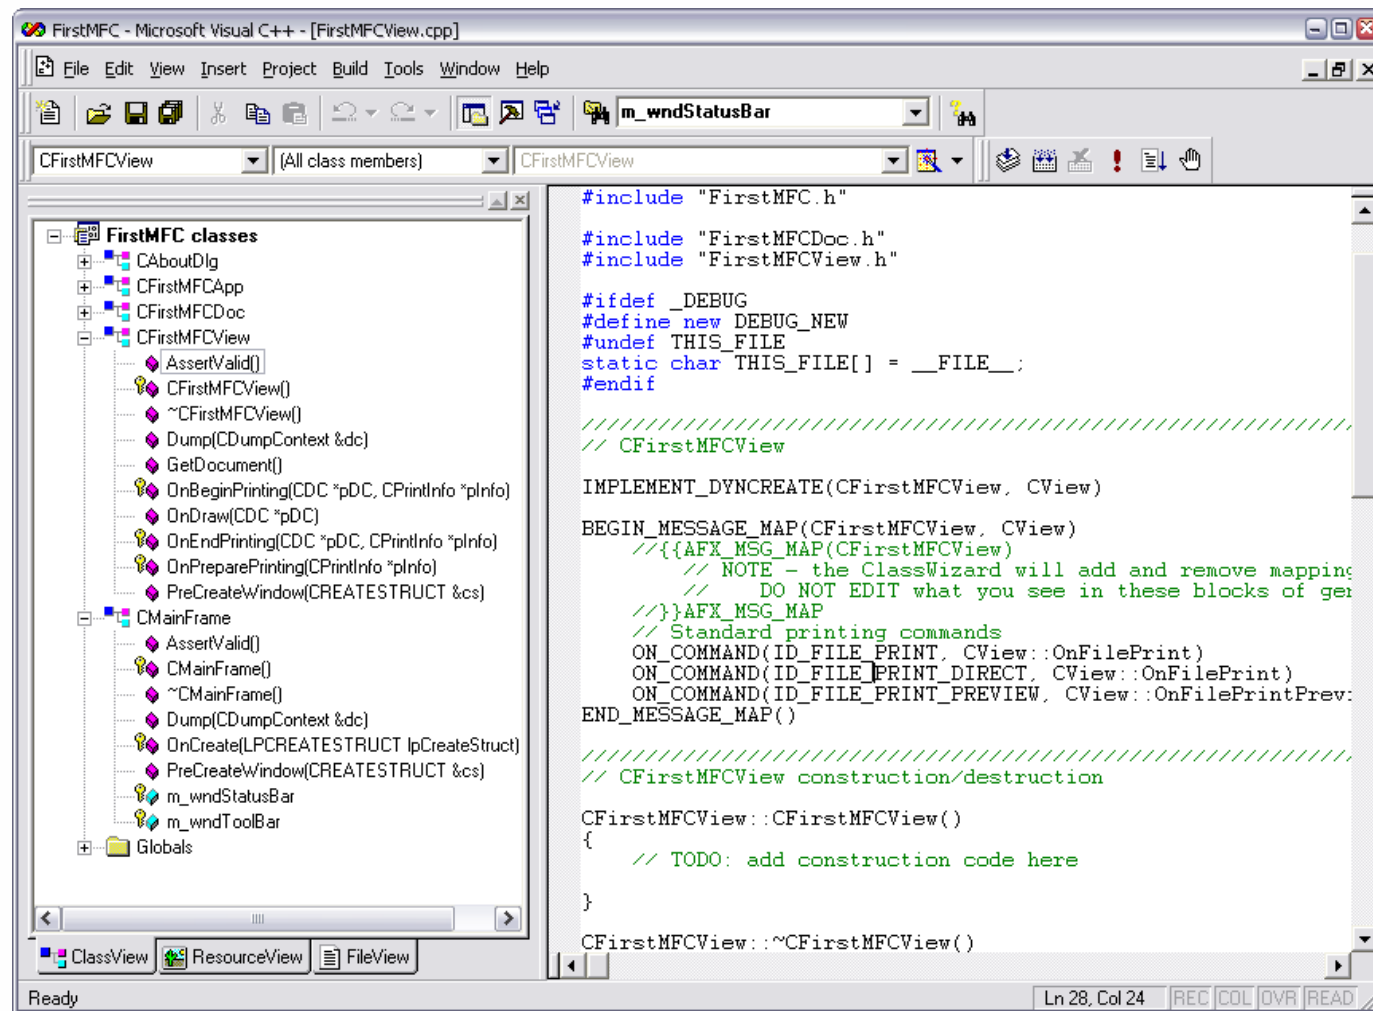 FirstMFC - Microsoft Visual C++ - [FirstMFCView.cpp]
File Edit View Insert Project Build Tools Window Help
m_wndStatusBar
CFirstMFCView (All class members) CFirstMFCView
FirstMFC classes
CAboutDlg
CFirstMFCApp
CFirstMFCDoc
CFirstMFCView
AssertValid()
CFirstMFCView()
~CFirstMFCView()
Dump(CDumpContext &dc)
GetDocument()
OnBeginPrinting(CDC *pDC, CPrintInfo *pInfo)
OnDraw(CDC *pDC)
OnEndPrinting(CDC *pDC, CPrintInfo *pInfo)
OnPreparePrinting(CPrintInfo *pInfo)
PreCreateWindow(CREATESTRUCT &cs)
CMainFrame
AssertValid()
CMainFrame()
~CMainFrame()
Dump(CDumpContext &dc)
OnCreate(LPCREATESTRUCT lpCreateStruct)
PreCreateWindow(CREATESTRUCT &cs)
m_wndStatusBar
m_wndToolBar
Globals
ClassView ResourceView FileView
#include "FirstMFC.h"
#include "FirstMFCDoc.h"
#include "FirstMFCView.h"
#ifdef _DEBUG
#define new DEBUG_NEW
#undef THIS_FILE
static char THIS_FILE[] = __FILE__;
#endif
//////////////////////////////////////////////////////////////
// CFirstMFCView
IMPLEMENT_DYNCREATE(CFirstMFCView, CView)
BEGIN_MESSAGE_MAP(CFirstMFCView, CView)
//{{AFX_MSG_MAP(CFirstMFCView)
// NOTE - the ClassWizard will add and remove mapping
// DO NOT EDIT what you see in these blocks of ger
//}}AFX_MSG_MAP
// Standard printing commands
ON_COMMAND(ID_FILE_PRINT, CView::OnFilePrint)
ON_COMMAND(ID_FILE_PRINT_DIRECT, CView::OnFilePrint)
ON_COMMAND(ID_FILE_PRINT_PREVIEW, CView::OnFilePrintPrev
END_MESSAGE_MAP()
//////////////////////////////////////////////////////////////
// CFirstMFCView construction/destruction
CFirstMFCView::CFirstMFCView()
{
// TODO: add construction code here
}
CFirstMFCView::~CFirstMFCView()
Ready
Ln 28, Col 24 REC COL OVR READ